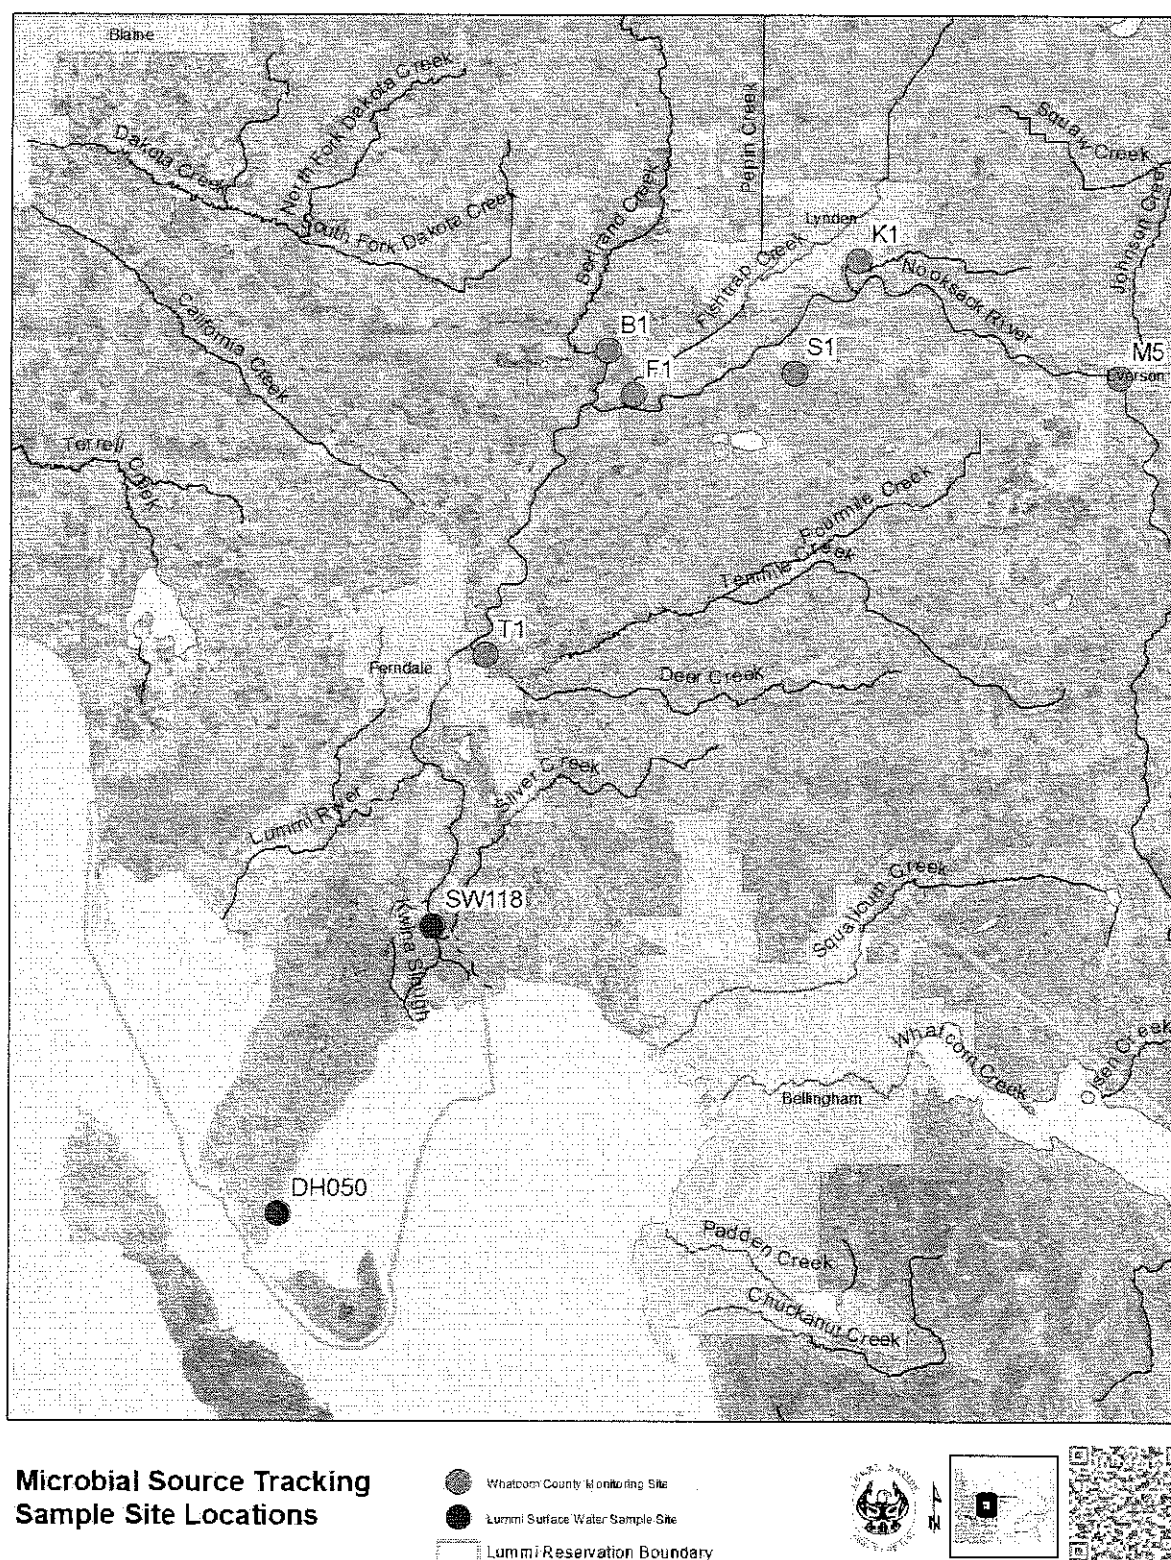 Blaine
North Fork Dakota Creek
Dakota Creek
South Fork Dakota Creek
California Creek
Bertrand Creek
Pepin Creek
Fishtrap Creek
Lynden
Squaw Creek
Johnson Creek
K1
Nooksack River
B1
F1
S1
M5
Everson
Terrell
Creek
Fourmile Creek
Tenmile Creek
T1
Ferndale
Deer Creek
Silver Creek
Lummi River
SW118
Kwina Slough
Squalicum Creek
Whatcom Creek
Olsen Creek
Bellingham
DH050
Padden Creek
Chuckanut Creek
Microbial Source Tracking
Sample Site Locations
Whatcom County Monitoring Site
Lummi Surface Water Sample Site
Lummi Reservation Boundary
N